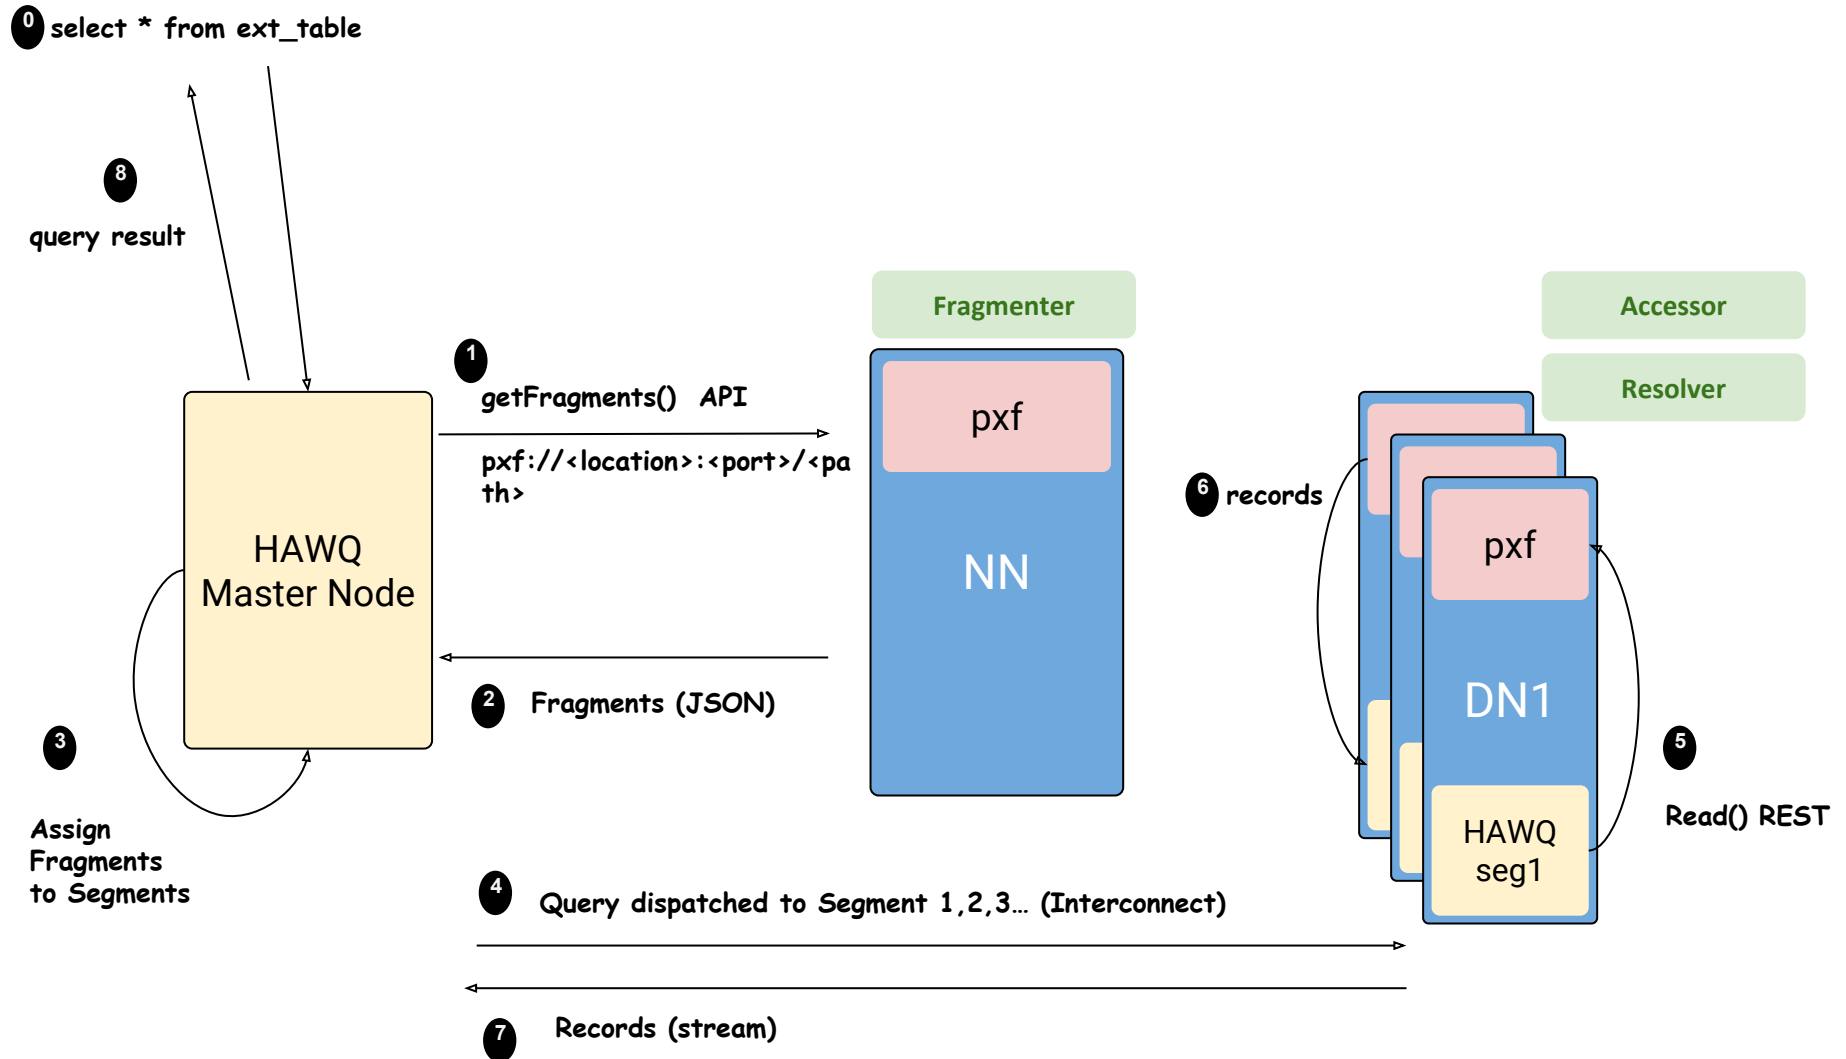 0 select * from ext_table
8
query result
Fragmenter
Accessor
Resolver
1
getFragments() API
pxf://<location>:<port>/<pa
th>
pxf
NN
HAWQ
Master Node
6 records
pxf
DN1
HAWQ
seg1
2 Fragments (JSON)
3
Assign
Fragments
to Segments
5
Read() REST
4 Query dispatched to Segment 1,2,3… (Interconnect)
7 Records (stream)